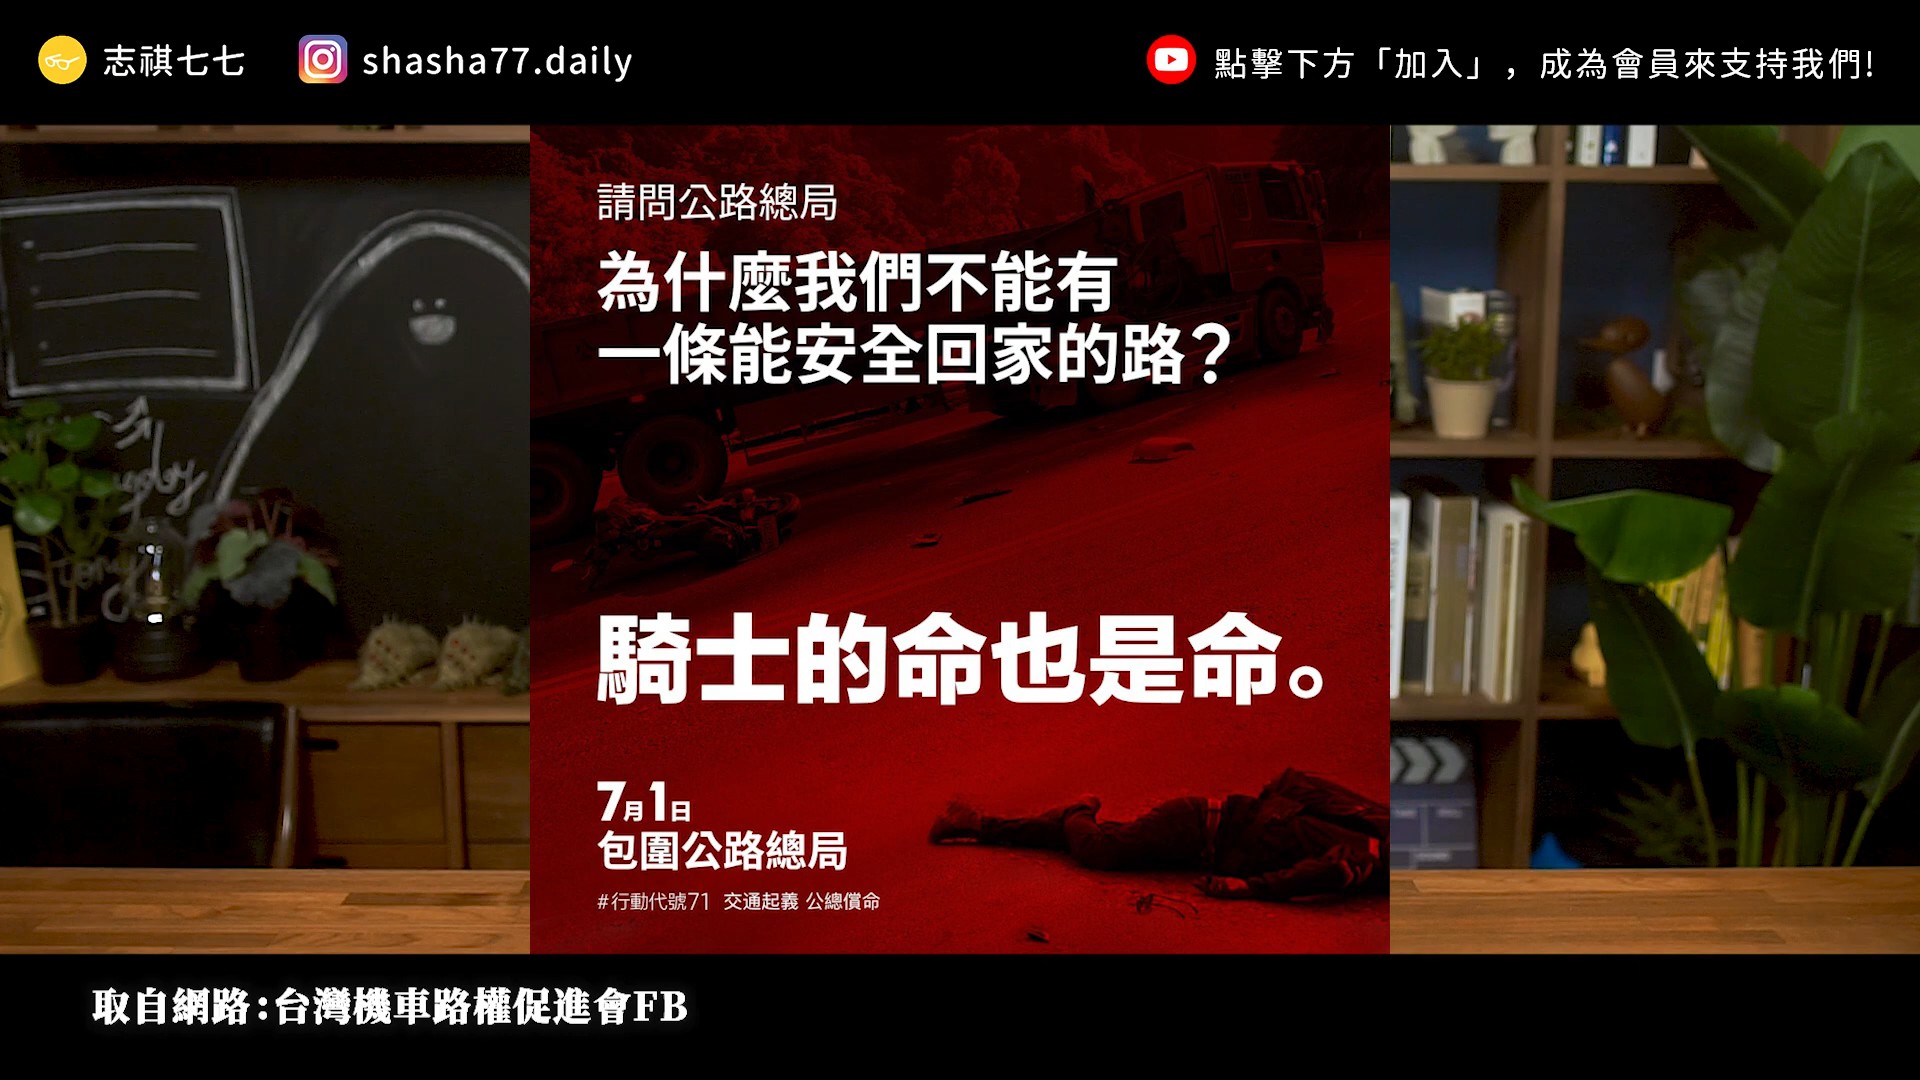 志祺七七
shasha77.daily
點擊下方「加入」，成為會員來支持我們!
請問公路總局
為什麼我們不能有
一條能安全回家的路？
騎士的命也是命。
7月1日
包圍公路總局
#行動代號71 交通起義 公總償命
取自網路:台灣機車路權促進會FB